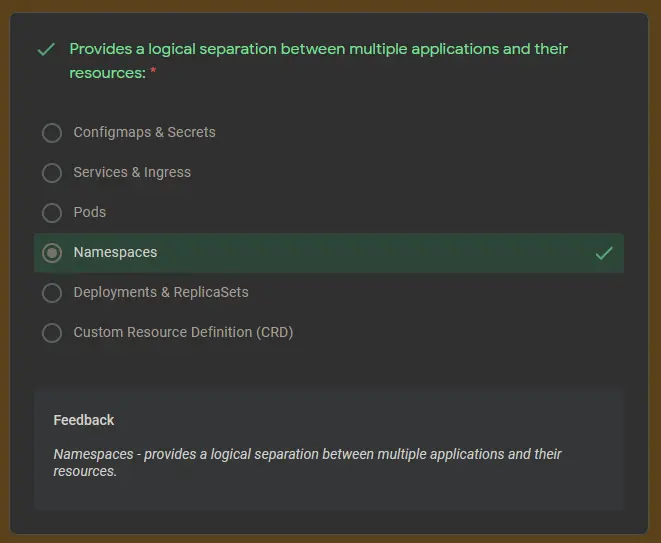 Provides a logical separation between multiple applications and their
resources: *
Configmaps & Secrets
Services & Ingress
Pods
Namespaces
Deployments & ReplicaSets
Custom Resource Definition (CRD)
Feedback
Namespaces - provides a logical separation between multiple applications and their
resources.